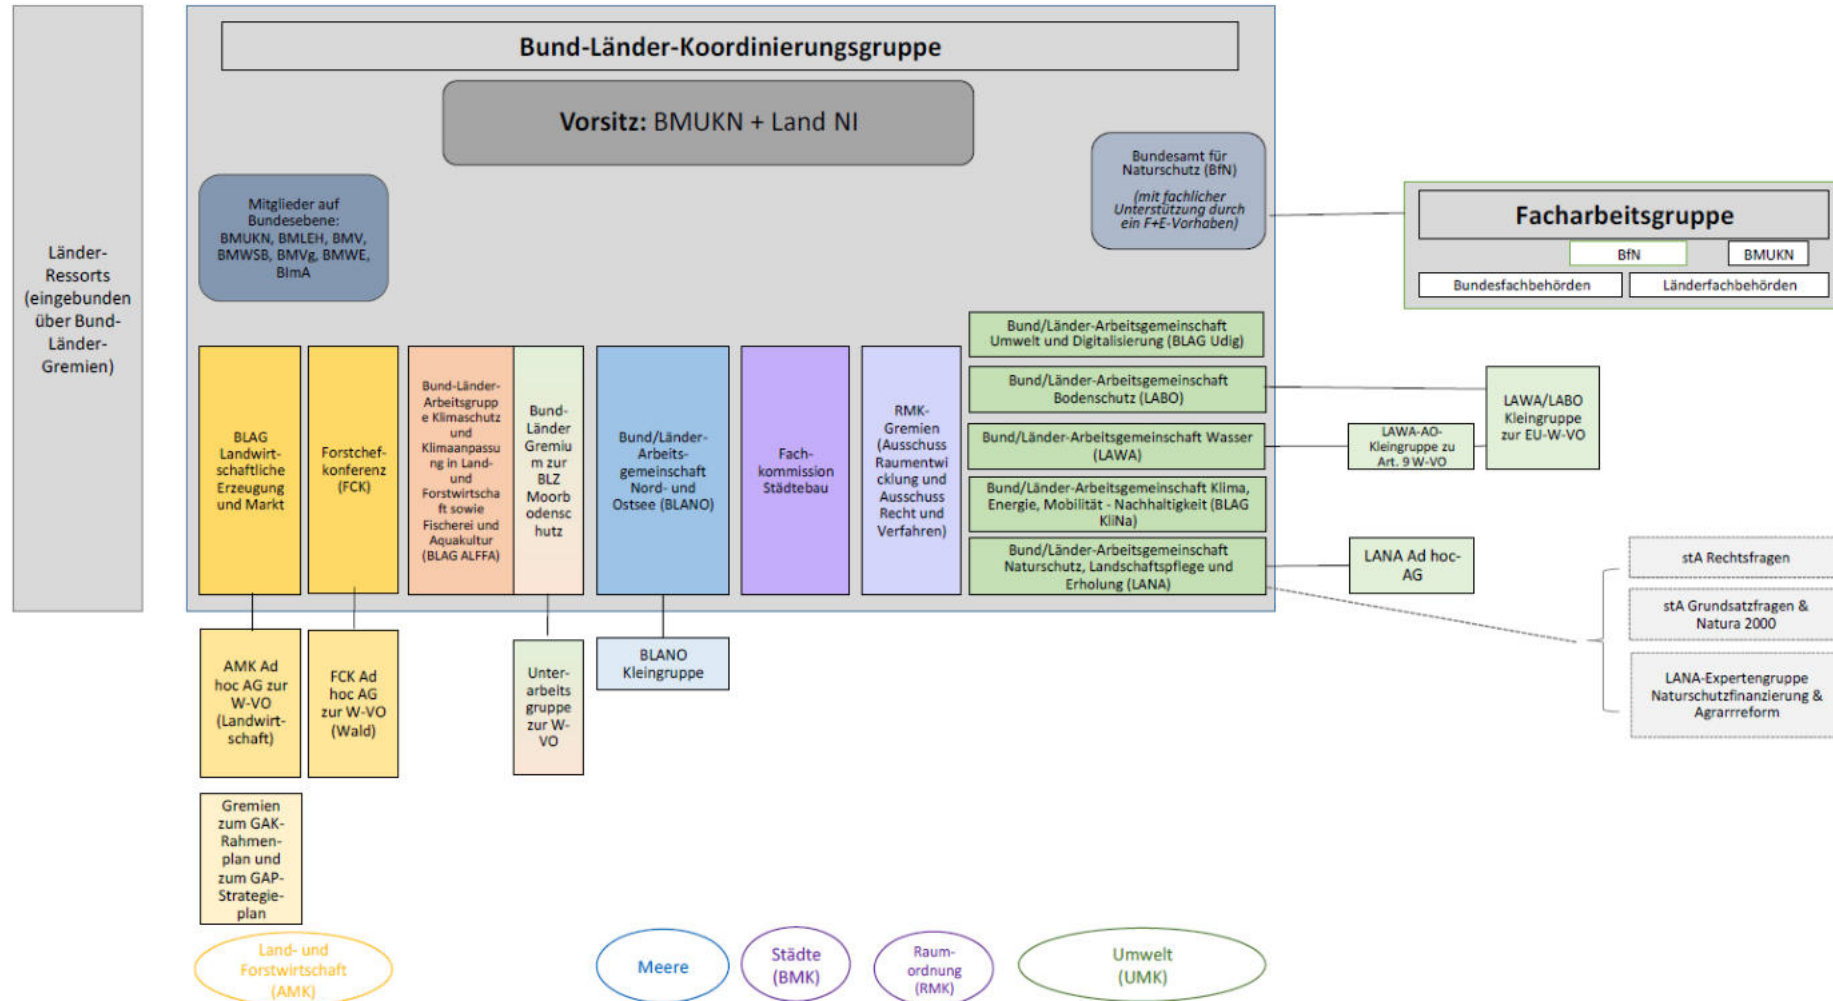 Bund-Länder-Koordinierungsgruppe
Vorsitz: BMUKN + Land NI
Länder-
Ressorts
(eingebunden
über Bund-
Länder-
Gremien)
Mitglieder auf
Bundesebene:
BMUKN, BMLEH, BMV,
BMWSB, BMVg, BMWE,
BImA
Bundesamt für
Naturschutz (BfN)
(mit fachlicher
Unterstützung durch
ein F+E-Vorhaben)
Facharbeitsgruppe
BfN
BMUKN
Bundesfachbehörden
Länderfachbehörden
BLAG
Landwirt-
schaftliche
Erzeugung
und Markt
Forstchef-
konferenz
(FCK)
Bund-Länder-
Arbeitsgrupp
e Klimaschutz
und
Klimaanpassu
ng in Land-
und
Forstwirtscha
ft sowie
Fischerei und
Aquakultur
(BLAG ALFFA)
Bund-
Länder
Gremiu
m zur
BLZ
Moorb
odensc
hutz
Bund/Länder-
Arbeits-
gemeinschaft
Nord- und
Ostsee (BLANO)
Fach-
kommission
Städtebau
RMK-
Gremien
(Ausschuss
Raumentwi
cklung und
Ausschuss
Recht und
Verfahren)
Bund/Länder-Arbeitsgemeinschaft
Umwelt und Digitalisierung (BLAG Udig)
Bund/Länder-Arbeitsgemeinschaft
Bodenschutz (LABO)
Bund/Länder-Arbeitsgemeinschaft Wasser
(LAWA)
Bund/Länder-Arbeitsgemeinschaft Klima,
Energie, Mobilität - Nachhaltigkeit (BLAG
KliNa)
Bund/Länder-Arbeitsgemeinschaft
Naturschutz, Landschaftspflege und
Erholung (LANA)
LAWA-AO-
Kleingruppe zu
Art. 9 W-VO
LAWA/LABO
Kleingruppe
zur EU-W-VO
LANA Ad hoc-
AG
stA Rechtsfragen
stA Grundsatzfragen &
Natura 2000
LANA-Expertengruppe
Naturschutzfinanzierung &
Agrarrreform
AMK Ad
hoc AG zur
W-VO
(Landwirt-
schaft)
FCK Ad
hoc AG
zur W-VO
(Wald)
Unter-
arbeits
gruppe
zur W-
VO
BLANO
Kleingruppe
Gremien
zum GAK-
Rahmen-
plan und
zum GAP-
Strategie-
plan
Land- und
Forstwirtschaft
(AMK)
Meere
Städte
(BMK)
Raum-
ordnung
(RMK)
Umwelt
(UMK)